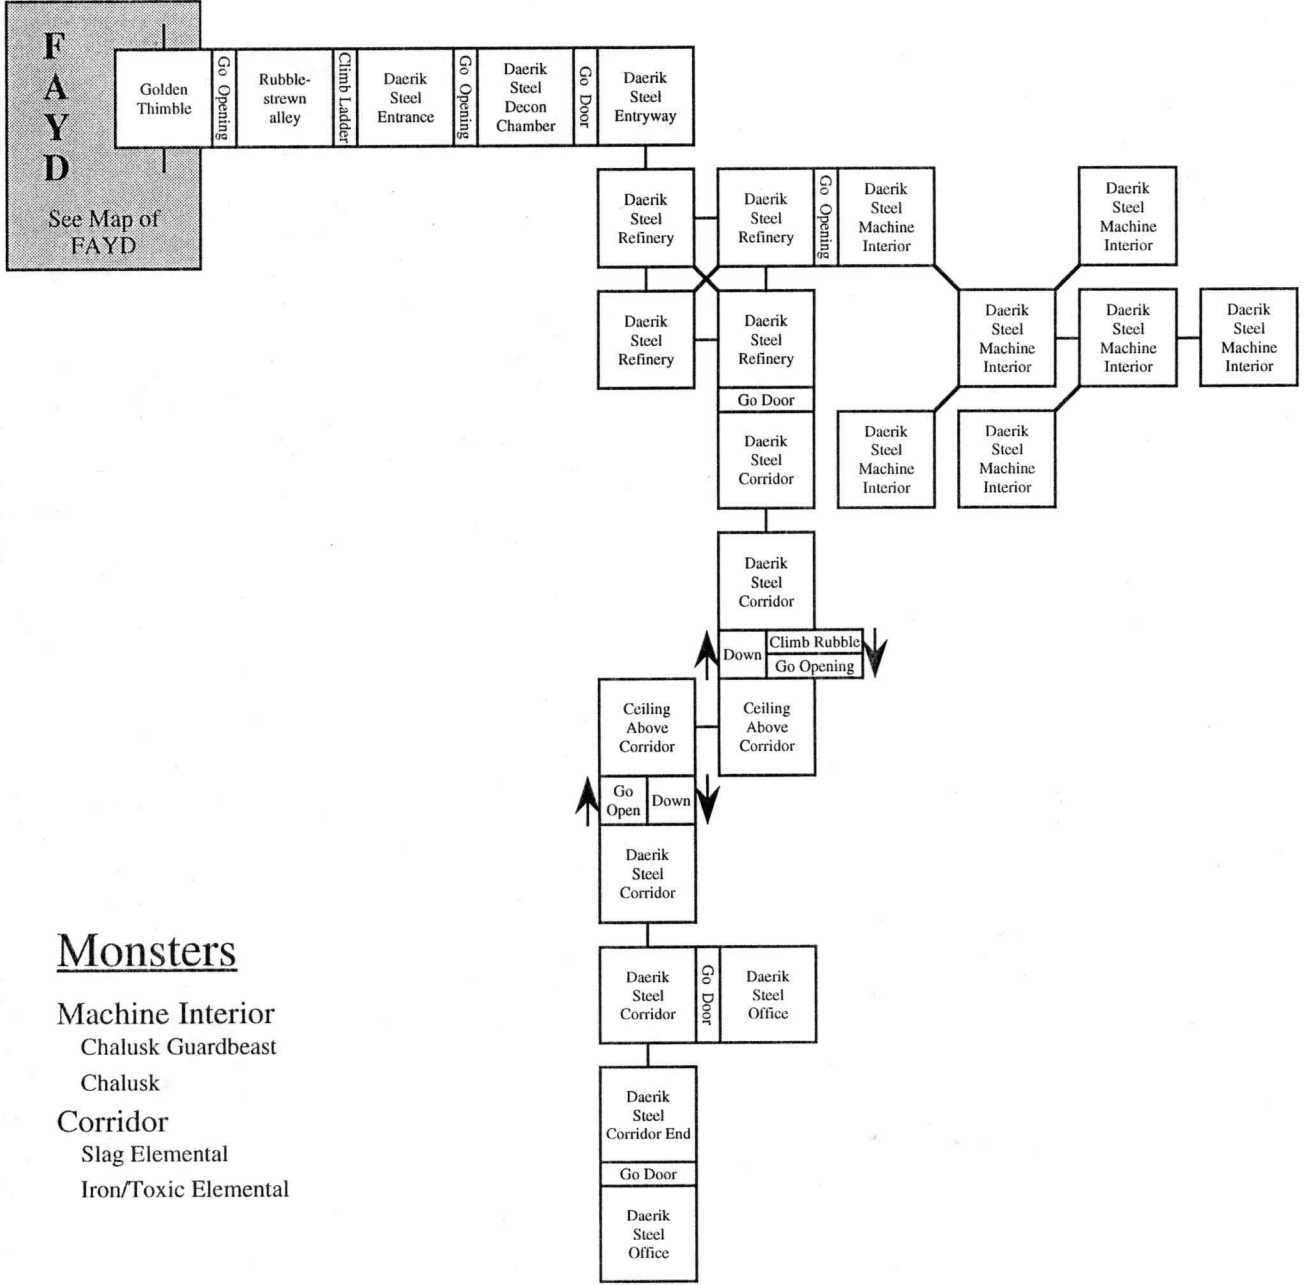 F
A
Y
D
See Map of
FAYD
Golden
Thimble
Go Opening
Rubble-
strewn
alley
Climb Ladder
Daerik
Steel
Entrance
Go Opening
Daerik
Steel
Decon
Chamber
Go Door
Daerik
Steel
Entryway
Daerik
Steel
Refinery
Daerik
Steel
Refinery
Go Opening
Daerik
Steel
Machine
Interior
Daerik
Steel
Machine
Interior
Daerik
Steel
Refinery
Daerik
Steel
Refinery
Daerik
Steel
Machine
Interior
Daerik
Steel
Machine
Interior
Daerik
Steel
Machine
Interior
Go Door
Daerik
Steel
Corridor
Daerik
Steel
Machine
Interior
Daerik
Steel
Machine
Interior
Daerik
Steel
Corridor
Down
Climb Rubble
Go Opening
Ceiling
Above
Corridor
Ceiling
Above
Corridor
Go
Open
Down
Daerik
Steel
Corridor
Daerik
Steel
Corridor
Go Door
Daerik
Steel
Office
Daerik
Steel
Corridor End
Go Door
Daerik
Steel
Office
Monsters
Machine Interior
Chalusk Guardbeast
Chalusk
Corridor
Slag Elemental
Iron/Toxic Elemental